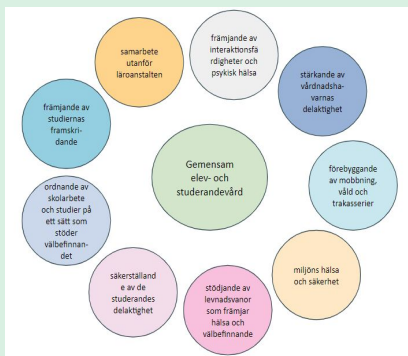 främjande av
interaktionsfä
rdigheter och
psykisk hälsa
stärkande av
vårdnadsha-
varnas
delaktighet
förebyggande
av mobbning,
våld och
trakasserier
miljöns hälsa
och säkerhet
stödjande av
levnadsvanor
som främjar
hälsa och
välbefinnande
säkerställand
e av de
studerandes
delaktighet
ordnande av
skolarbete
och studier på
ett sätt som
stöder
välbefinnan-
det
främjande av
studiernas
framskri-
dande
samarbete
utanför
läroanstalten
Gemensam
elev- och
studerandevård